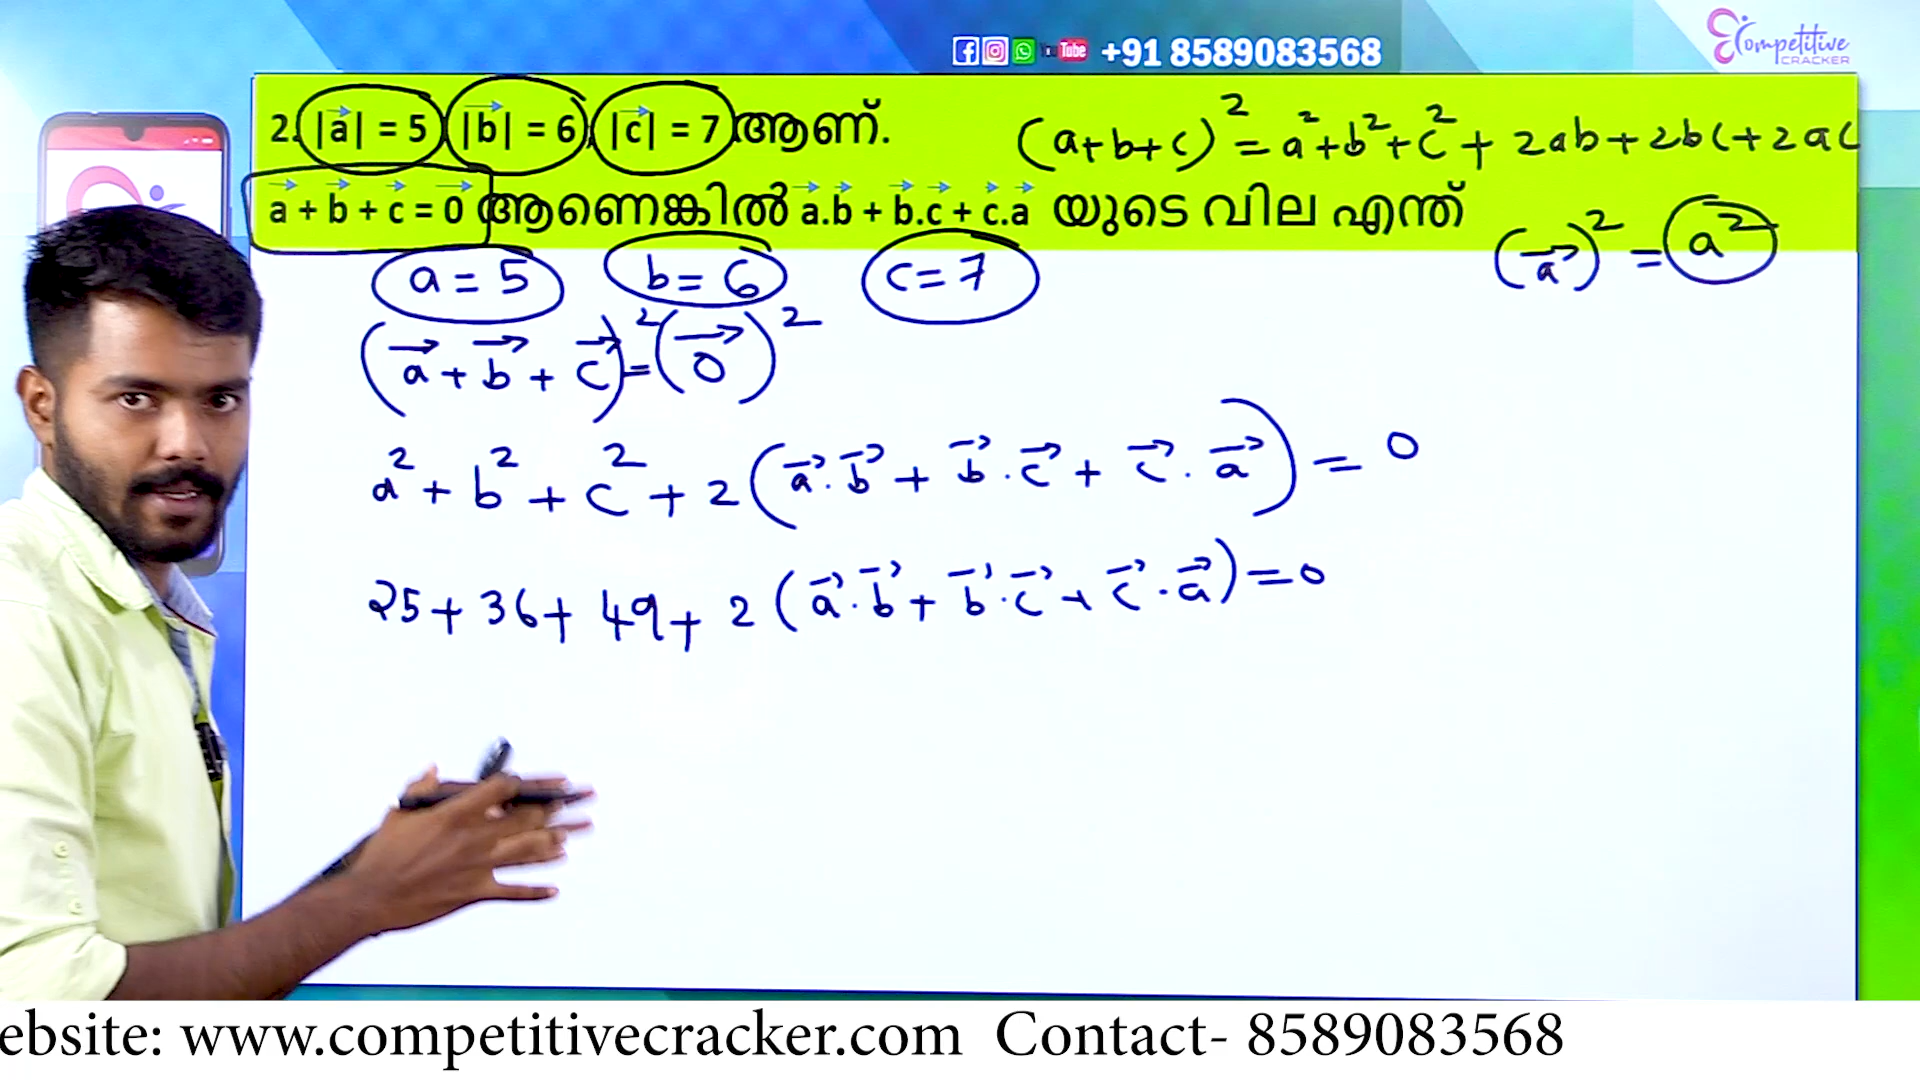 YouTube +91 8589083568
Competitive
CRACKER
2. |a⃗| = 5, |b⃗| = 6, |c⃗| = 7 ആണ്.
(a+b+c)² = a²+b²+c²+ 2ab+2bc+2ac
a⃗ + b⃗ + c⃗ = 0⃗ ആണെങ്കിൽ a⃗.b⃗ + b⃗.c⃗ + c⃗.a⃗ യുടെ വില എന്ത്
(a⃗)² = a²
a = 5 b = 6 c = 7
(a⃗ + b⃗ + c⃗)² = (0⃗)²
a² + b² + c² + 2(a⃗.b⃗ + b⃗.c⃗ + c⃗.a⃗) = 0
25 + 36 + 49 + 2(a⃗.b⃗ + b⃗.c⃗ + c⃗.a⃗) = 0
ebsite: www.competitivecracker.com Contact- 8589083568